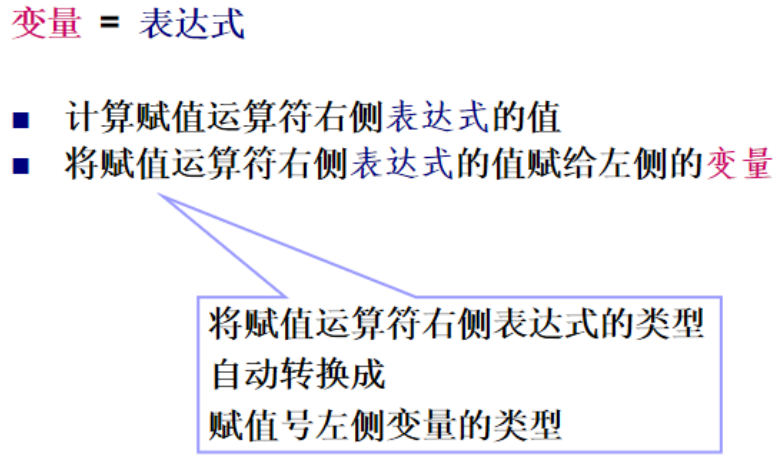 变量 = 表达式
■ 计算赋值运算符右侧表达式的值
■ 将赋值运算符右侧表达式的值赋给左侧的变量
将赋值运算符右侧表达式的类型
自动转换成
赋值号左侧变量的类型